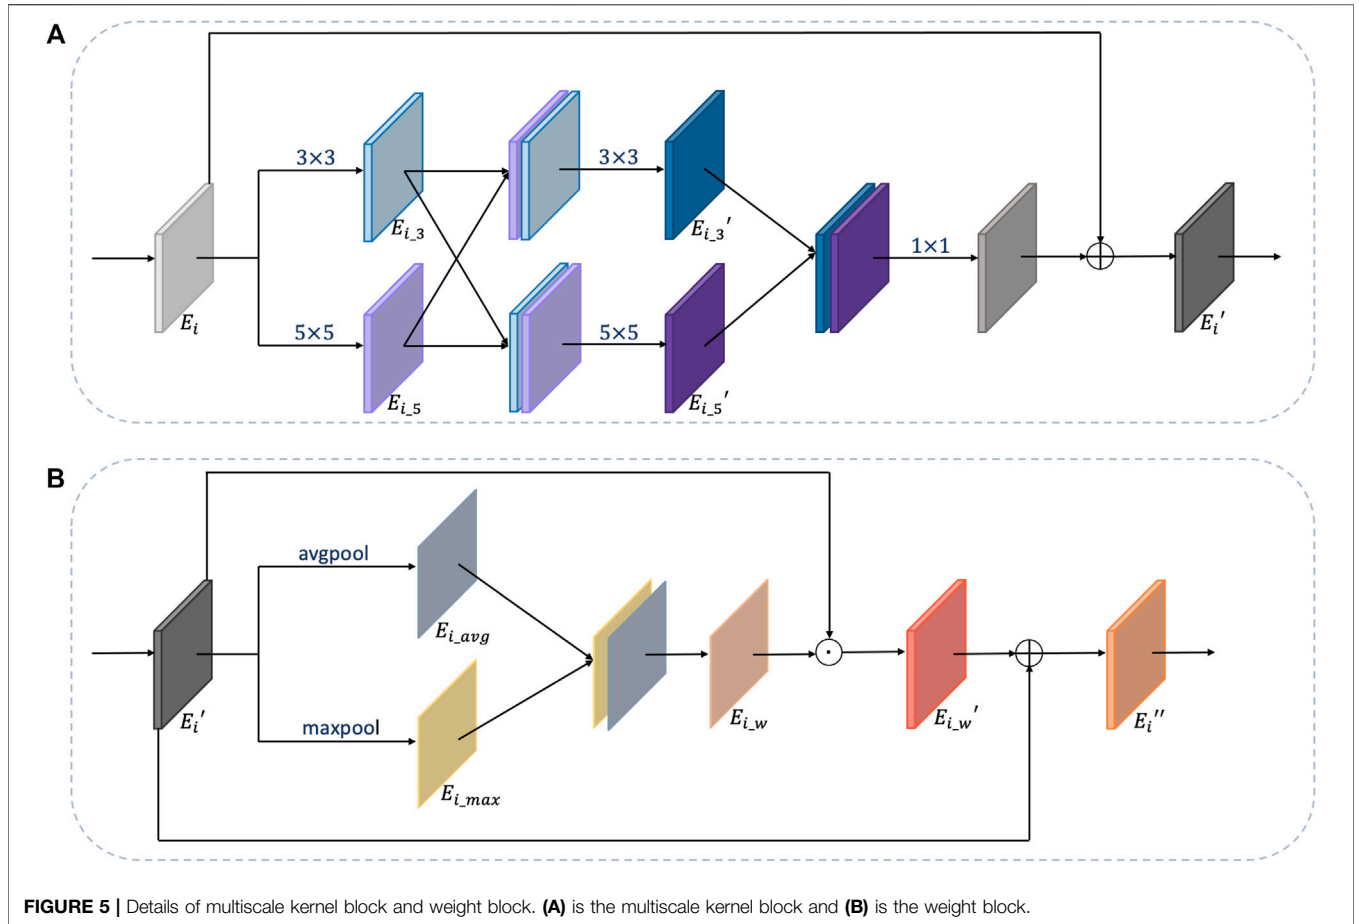 A
3×3
3×3
E_{i_3}
E_{i_3}′
1×1
E_i
E_i′
5×5
5×5
E_{i_5}
E_{i_5}′
B
avgpool
E_{i_avg}
E_i′
E_{i_w}
E_{i_w}′
E_i′′
maxpool
E_{i_max}
FIGURE 5 | Details of multiscale kernel block and weight block. (A) is the multiscale kernel block and (B) is the weight block.